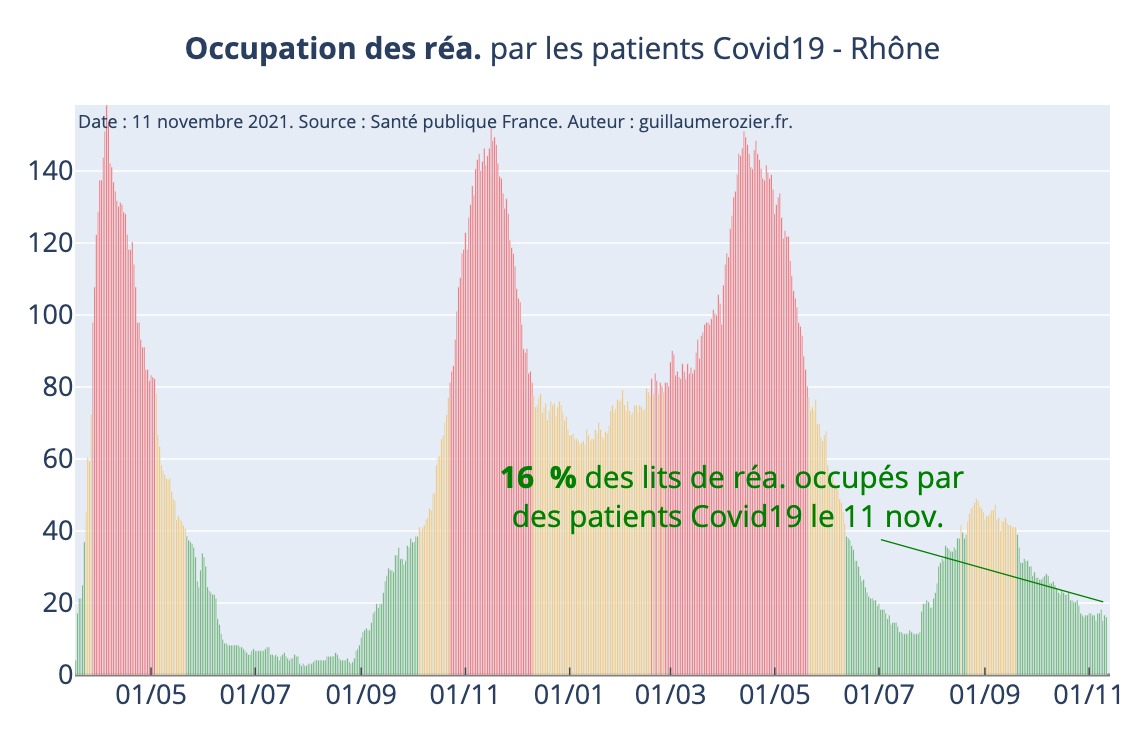 Occupation des réa. par les patients Covid19 - Rhône
Date : 11 novembre 2021. Source : Santé publique France. Auteur : guillaumerozier.fr.
140
120
100
80
60
40
20
0
16 % des lits de réa. occupés par
des patients Covid19 le 11 nov.
01/05 01/07 01/09 01/11 01/01 01/03 01/05 01/07 01/09 01/11